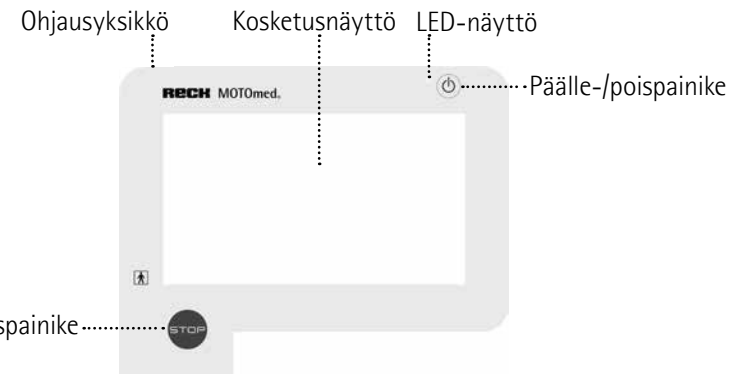 Ohjausyksikkö Kosketusnäyttö LED-näyttö
RECK MOTOmed.
Päälle-/poispainike
spainike
STOP